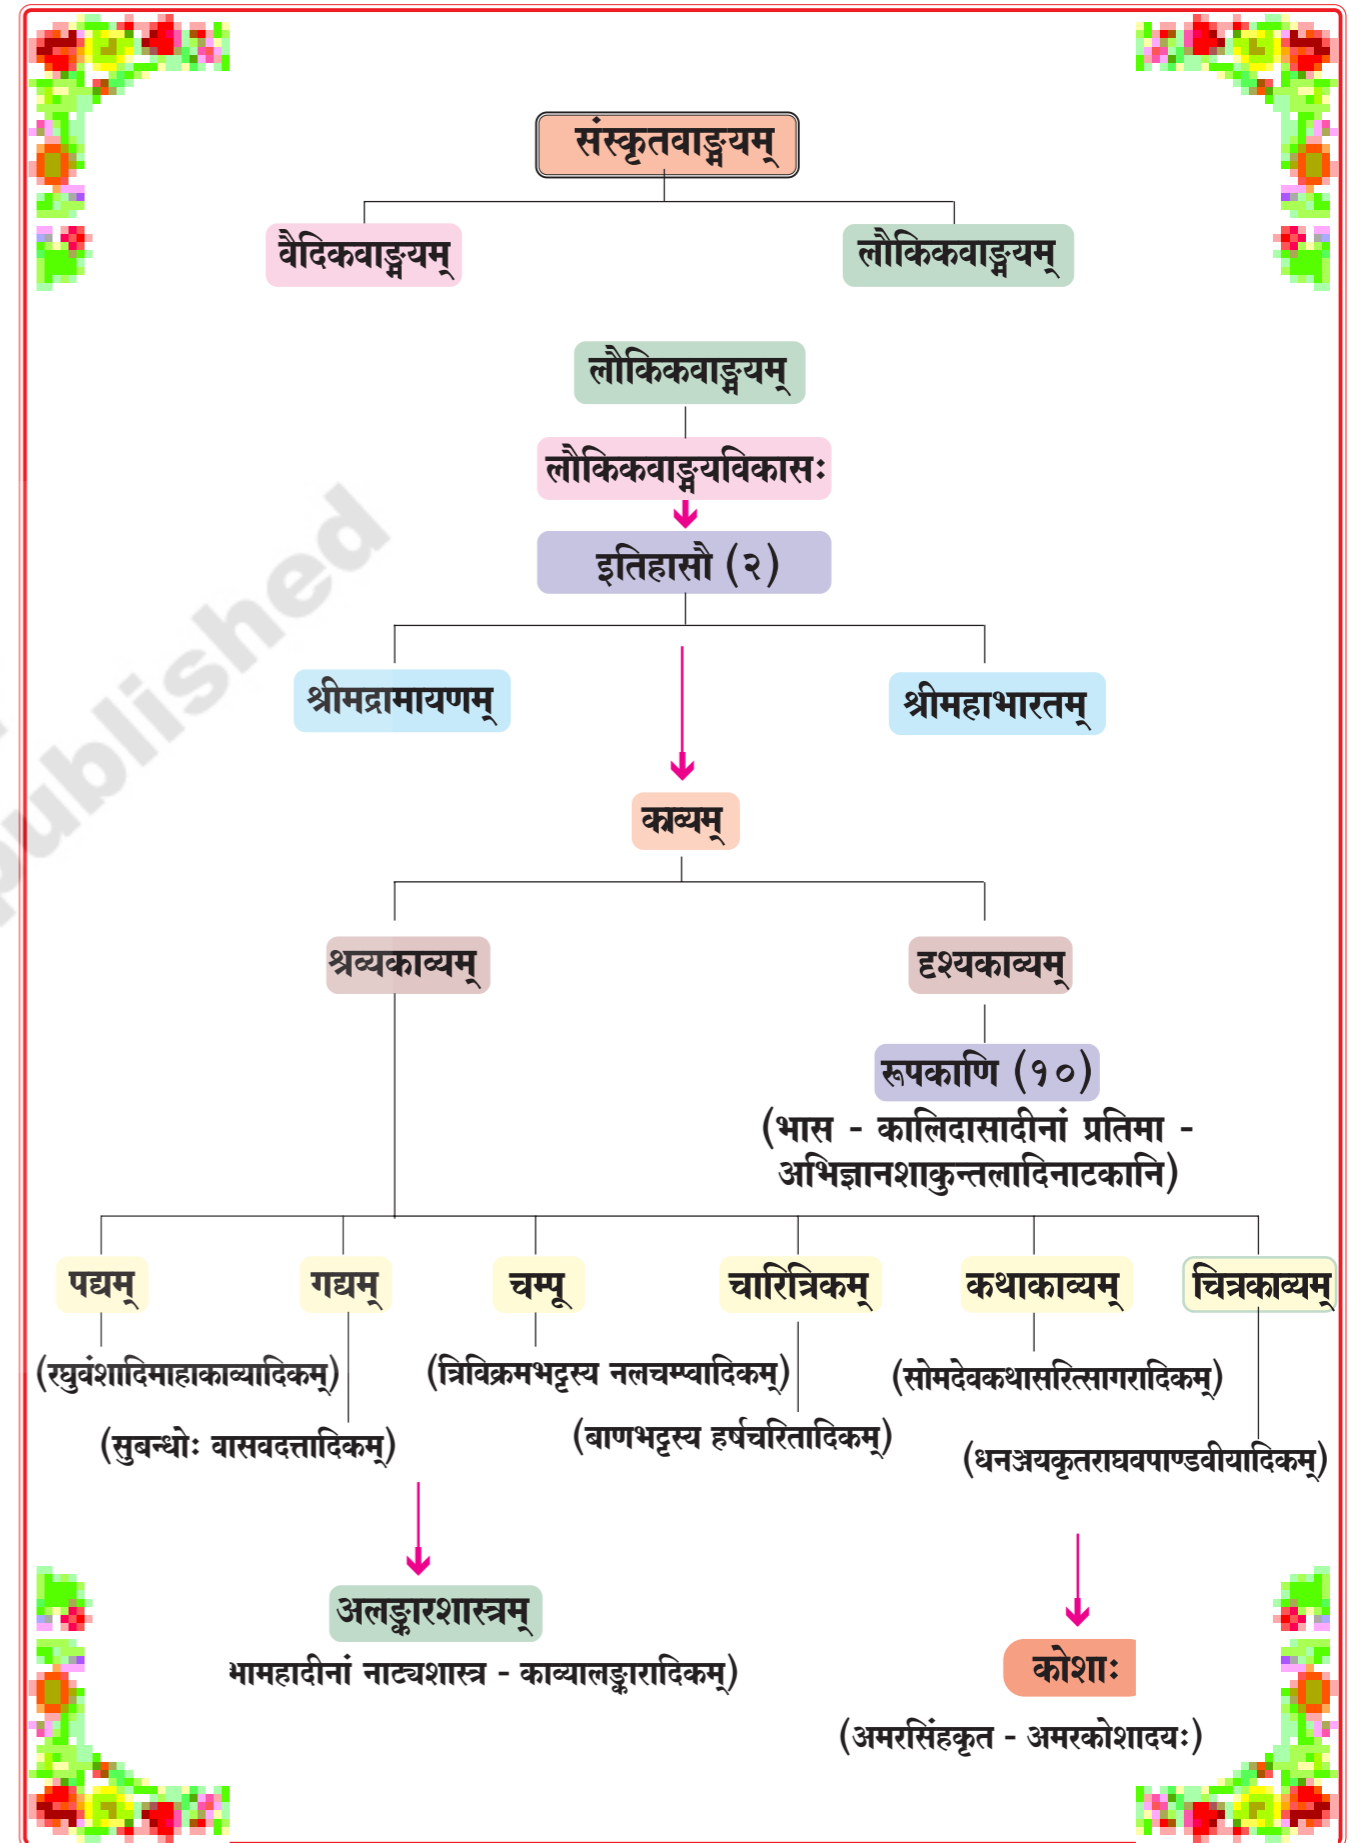 संस्कृतवाङ्मयम्
वैदिकवाङ्मयम्
लौकिकवाङ्मयम्
लौकिकवाङ्मयम्
लौकिकवाङ्मयविकासः
इतिहासौ (२)
श्रीमद्रामायणम्
श्रीमहाभारतम्
काव्यम्
श्रव्यकाव्यम्
दृश्यकाव्यम्
रूपकाणि (१०)
(भास - कालिदासादीनां प्रतिमा -
अभिज्ञानशाकुन्तलादिनाटकानि)
पद्यम्
गद्यम्
चम्पू
चारित्रिकम्
कथाकाव्यम्
चित्रकाव्यम्
(रघुवंशादिमाहाकाव्यादिकम्)
(त्रिविक्रमभट्टस्य नलचम्प्वादिकम्)
(सोमदेवकथासरित्सागरादिकम्)
(सुबन्धोः वासवदत्तादिकम्)
(बाणभट्टस्य हर्षचरितादिकम्)
(धनञ्जयकृतराघवपाण्डवीयादिकम्)
अलङ्कारशास्त्रम्
भामहादीनां नाट्यशास्त्र - काव्यालङ्कारादिकम्)
कोशाः
(अमरसिंहकृत - अमरकोशादयः)
published